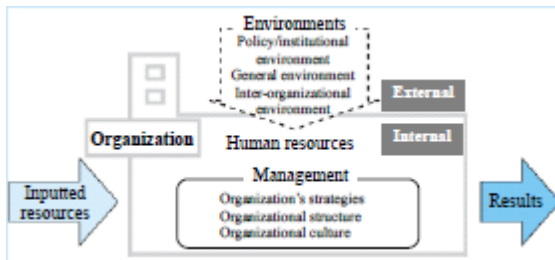 Environments
Policy/institutional
environment
General environment
Inter-organizational
environment
External
Organization
Human resources
Internal
Management
Inputted
resources
Organization's strategies
Organizational structure
Organizational culture
Results